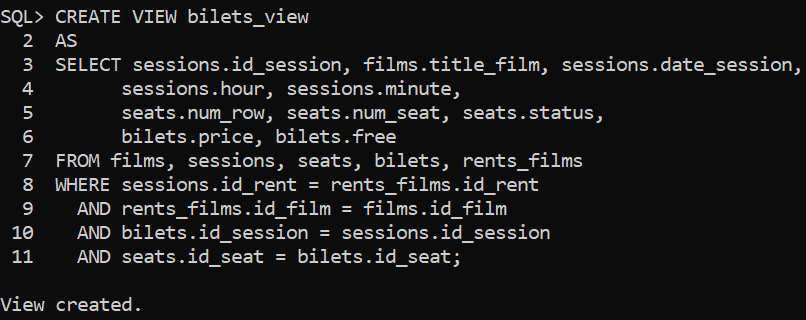 SQL> CREATE VIEW bilets_view
  2  AS
  3  SELECT sessions.id_session, films.title_film, sessions.date_session,
  4        sessions.hour, sessions.minute,
  5        seats.num_row, seats.num_seat, seats.status,
  6        bilets.price, bilets.free
  7  FROM films, sessions, seats, bilets, rents_films
  8  WHERE sessions.id_rent = rents_films.id_rent
  9    AND rents_films.id_film = films.id_film
 10    AND bilets.id_session = sessions.id_session
 11    AND seats.id_seat = bilets.id_seat;

View created.